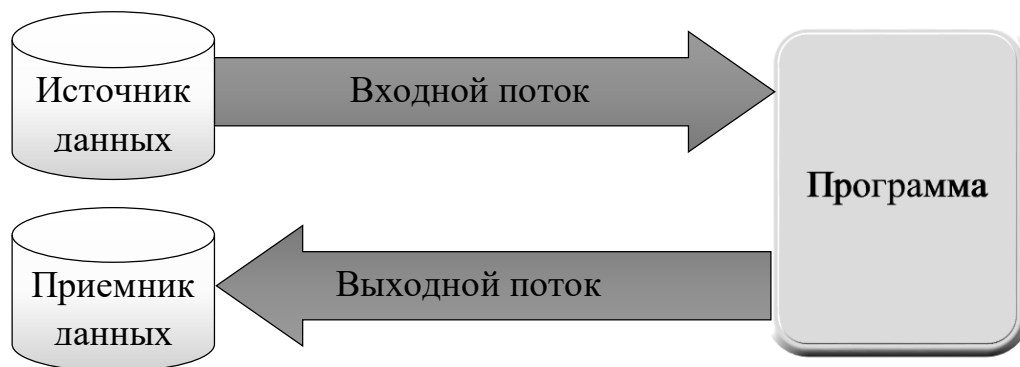 Источник
данных
Входной поток
Программа
Приемник
данных
Выходной поток